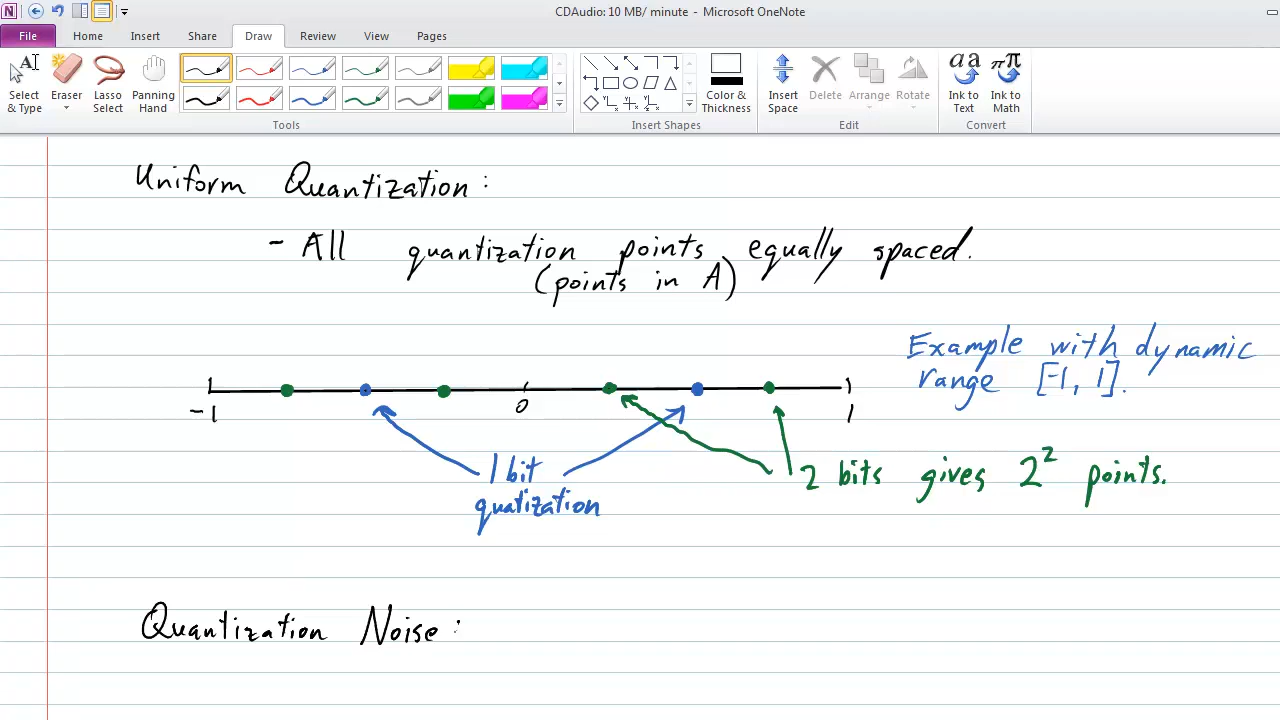 CDAudio: 10 MB/ minute - Microsoft OneNote
File Home Insert Share Draw Review View Pages
Select & Type
Eraser
Lasso Select
Panning Hand
Color & Thickness
Insert Space
Delete
Arrange
Rotate
Ink to Text
Ink to Math
Tools
Insert Shapes
Edit
Convert
Uniform Quantization:
- All quantization points equally spaced.
(points in A)
Example with dynamic
range [-1, 1].
-1 0 1
1 bit
quatization
2 bits gives 2² points.
Quantization Noise: